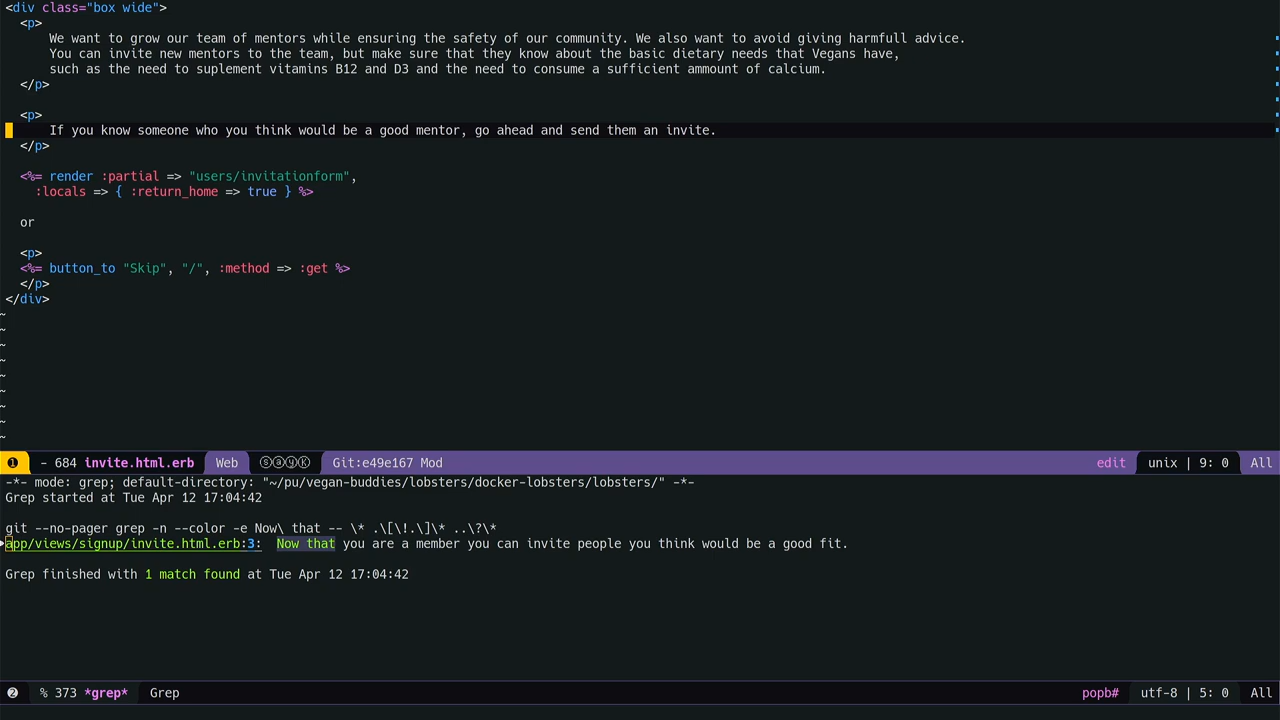 <div class="box wide">
<p>
We want to grow our team of mentors while ensuring the safety of our community. We also want to avoid giving harmfull advice.
You can invite new mentors to the team, but make sure that they know about the basic dietary needs that Vegans have,
such as the need to suplement vitamins B12 and D3 and the need to consume a sufficient ammount of calcium.
</p>
<p>
If you know someone who you think would be a good mentor, go ahead and send them an invite.
</p>
<%= render :partial => "users/invitationform",
:locals => { :return_home => true } %>
or
<p>
<%= button_to "Skip", "/", :method => :get %>
</p>
</div>
~
~
~
~
~
~
~
~
~
❶ - 684 invite.html.erb Web ⓢⓐⓨⓀ Git:e49e167 Mod edit unix | 9: 0 All
-*- mode: grep; default-directory: "~/pu/vegan-buddies/lobsters/docker-lobsters/lobsters/" -*-
Grep started at Tue Apr 12 17:04:42
git --no-pager grep -n --color -e Now\ that -- \* .\[\!.\]\* ..\?\*
app/views/signup/invite.html.erb:3: Now that you are a member you can invite people you think would be a good fit.
Grep finished with 1 match found at Tue Apr 12 17:04:42
❷ % 373 *grep* Grep popb# utf-8 | 5: 0 All